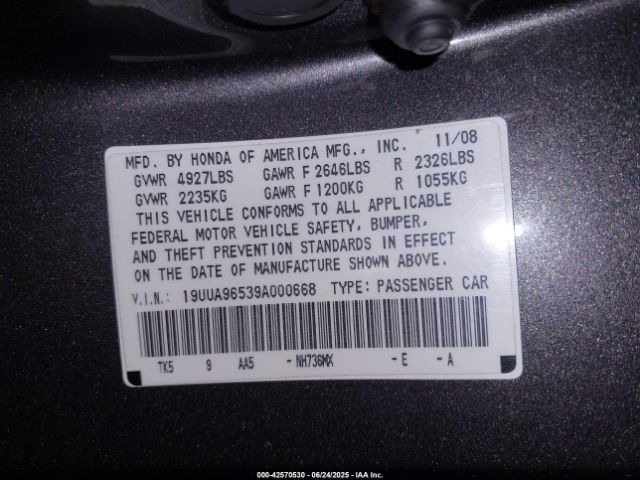 MFD. BY HONDA OF AMERICA MFG., INC. 11/08
GVWR 4927LBS GAWR F 2646LBS R 2326LBS
GVWR 2235KG GAWR F 1200KG R 1055KG
THIS VEHICLE CONFORMS TO ALL APPLICABLE
FEDERAL MOTOR VEHICLE SAFETY, BUMPER,
AND THEFT PREVENTION STANDARDS IN EFFECT
ON THE DATE OF MANUFACTURE SHOWN ABOVE.
V.I.N.: 19UUA96539A000668 TYPE: PASSENGER CAR
TK5 9 AA5 -NH736MX -E -A
000-42570530 - 06/24/2025 - IAA Inc.